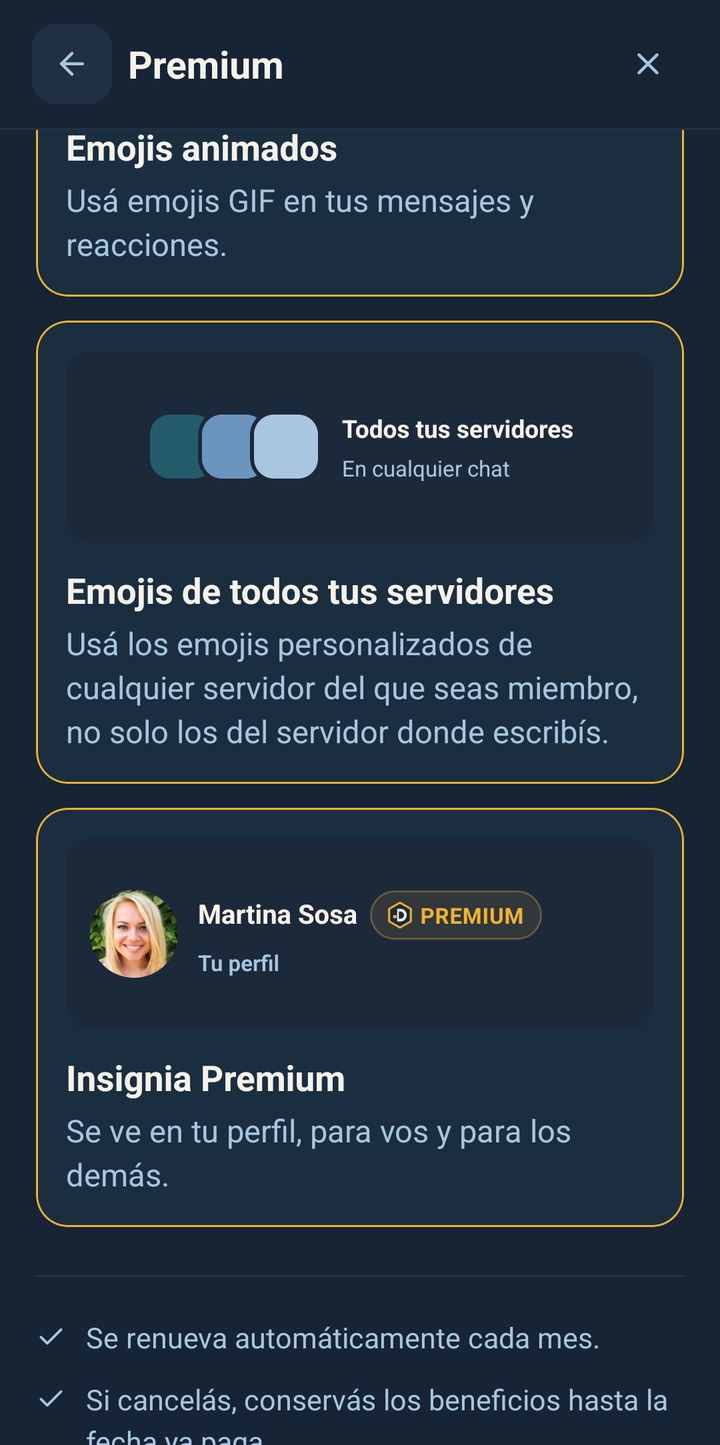 Premium
Emojis animados
Usá emojis GIF en tus mensajes y
reacciones.
Todos tus servidores
En cualquier chat
Emojis de todos tus servidores
Usá los emojis personalizados de
cualquier servidor del que seas miembro,
no solo los del servidor donde escribís.
Martina Sosa
D PREMIUM
Tu perfil
Insignia Premium
Se ve en tu perfil, para vos y para los
demás.
Se renueva automáticamente cada mes.
Si cancelás, conservás los beneficios hasta la
fecha ya paga.